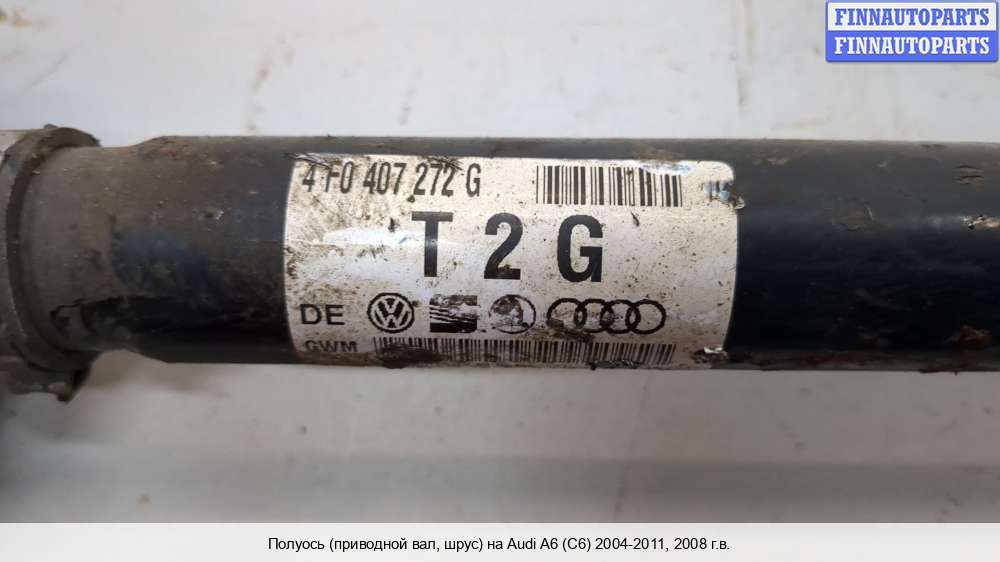 FINNAUTOPARTS
FINNAUTOPARTS
4F0 407 272 G
T 2 G
DE
GWM
Полуось (приводной вал, шрус) на Audi A6 (C6) 2004-2011, 2008 г.в.